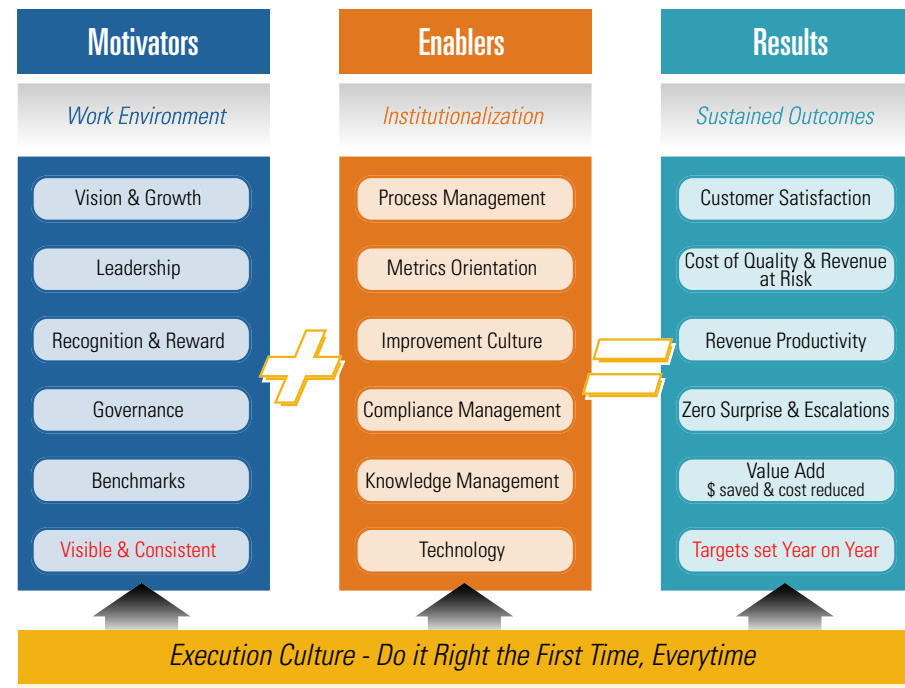 Motivators
Work Environment
Vision & Growth
Leadership
Recognition & Reward
Governance
Benchmarks
Visible & Consistent
Enablers
Institutionalization
Process Management
Metrics Orientation
Improvement Culture
Compliance Management
Knowledge Management
Technology
Results
Sustained Outcomes
Customer Satisfaction
Cost of Quality & Revenue
at Risk
Revenue Productivity
Zero Surprise & Escalations
Value Add
$ saved & cost reduced
Targets set Year on Year
Execution Culture - Do it Right the First Time, Everytime